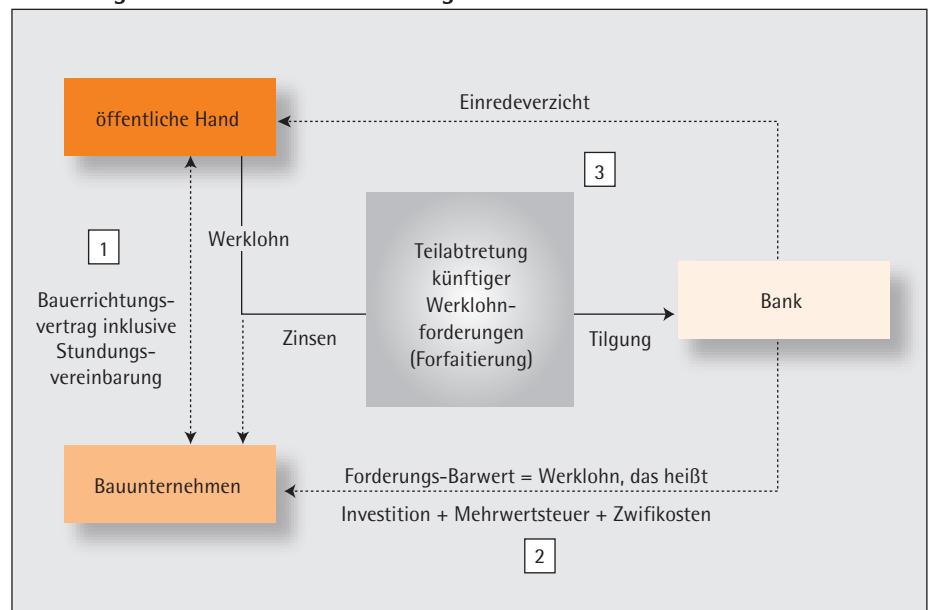 öffentliche Hand
Einredeverzicht
3
1
Werklohn
Bauerrichtungs-
vertrag inklusive
Stundungs-
vereinbarung
Zinsen
Teilabtretung
künftiger
Werklohn-
forderungen
(Forfaitierung)
Tilgung
Bank
Bauunternehmen
Forderungs-Barwert = Werklohn, das heißt
Investition + Mehrwertsteuer + Zwifikosten
2